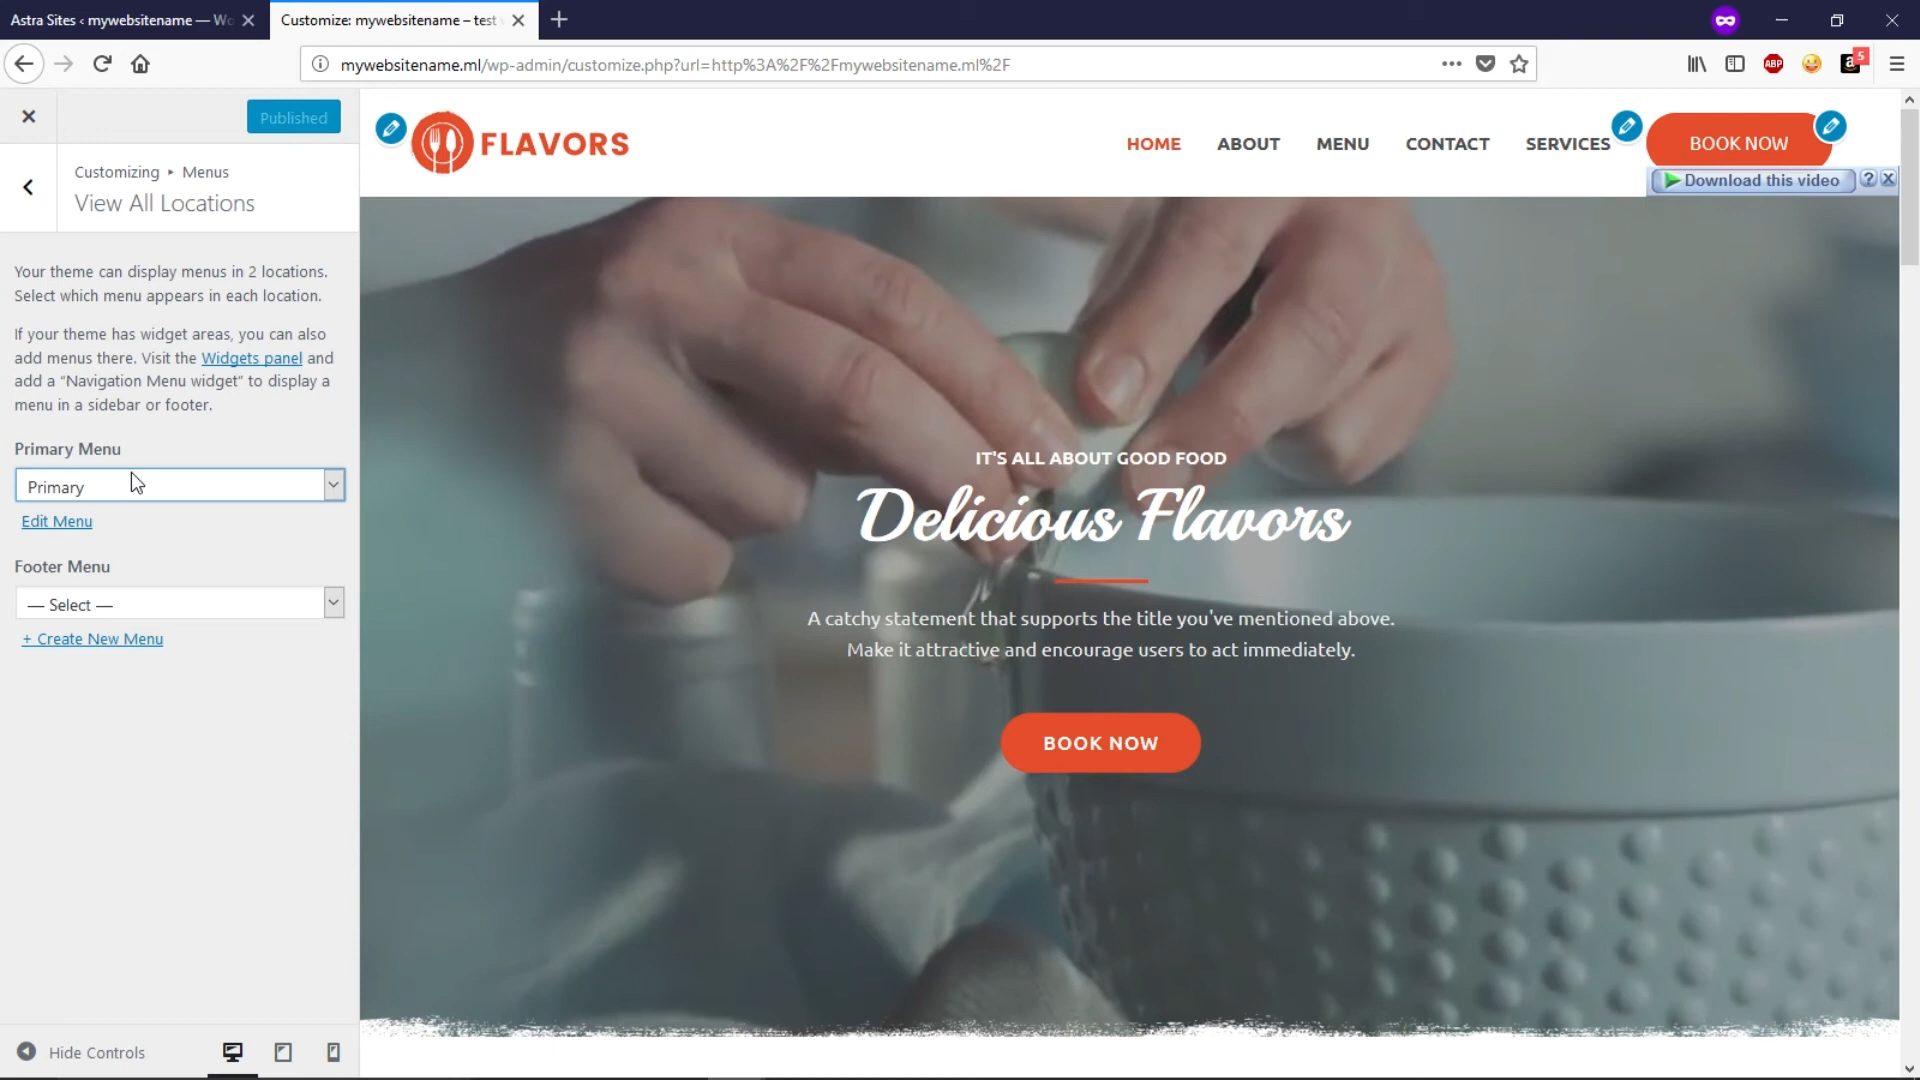 Astra Sites ‹ mywebsitename — Wo
Customize: mywebsitename – test
mywebsitename.ml/wp-admin/customize.php?url=http%3A%2F%2Fmywebsitename.ml%2F
ABP
5
Published
Customizing ▸ Menus
View All Locations
Your theme can display menus in 2 locations.
Select which menu appears in each location.
If your theme has widget areas, you can also
add menus there. Visit the Widgets panel and
add a “Navigation Menu widget” to display a
menu in a sidebar or footer.
Primary Menu
Primary
Edit Menu
Footer Menu
— Select —
+ Create New Menu
Hide Controls
FLAVORS
HOME ABOUT MENU CONTACT SERVICES BOOK NOW
Download this video ? X
IT'S ALL ABOUT GOOD FOOD
Delicious Flavors
A catchy statement that supports the title you've mentioned above.
Make it attractive and encourage users to act immediately.
BOOK NOW